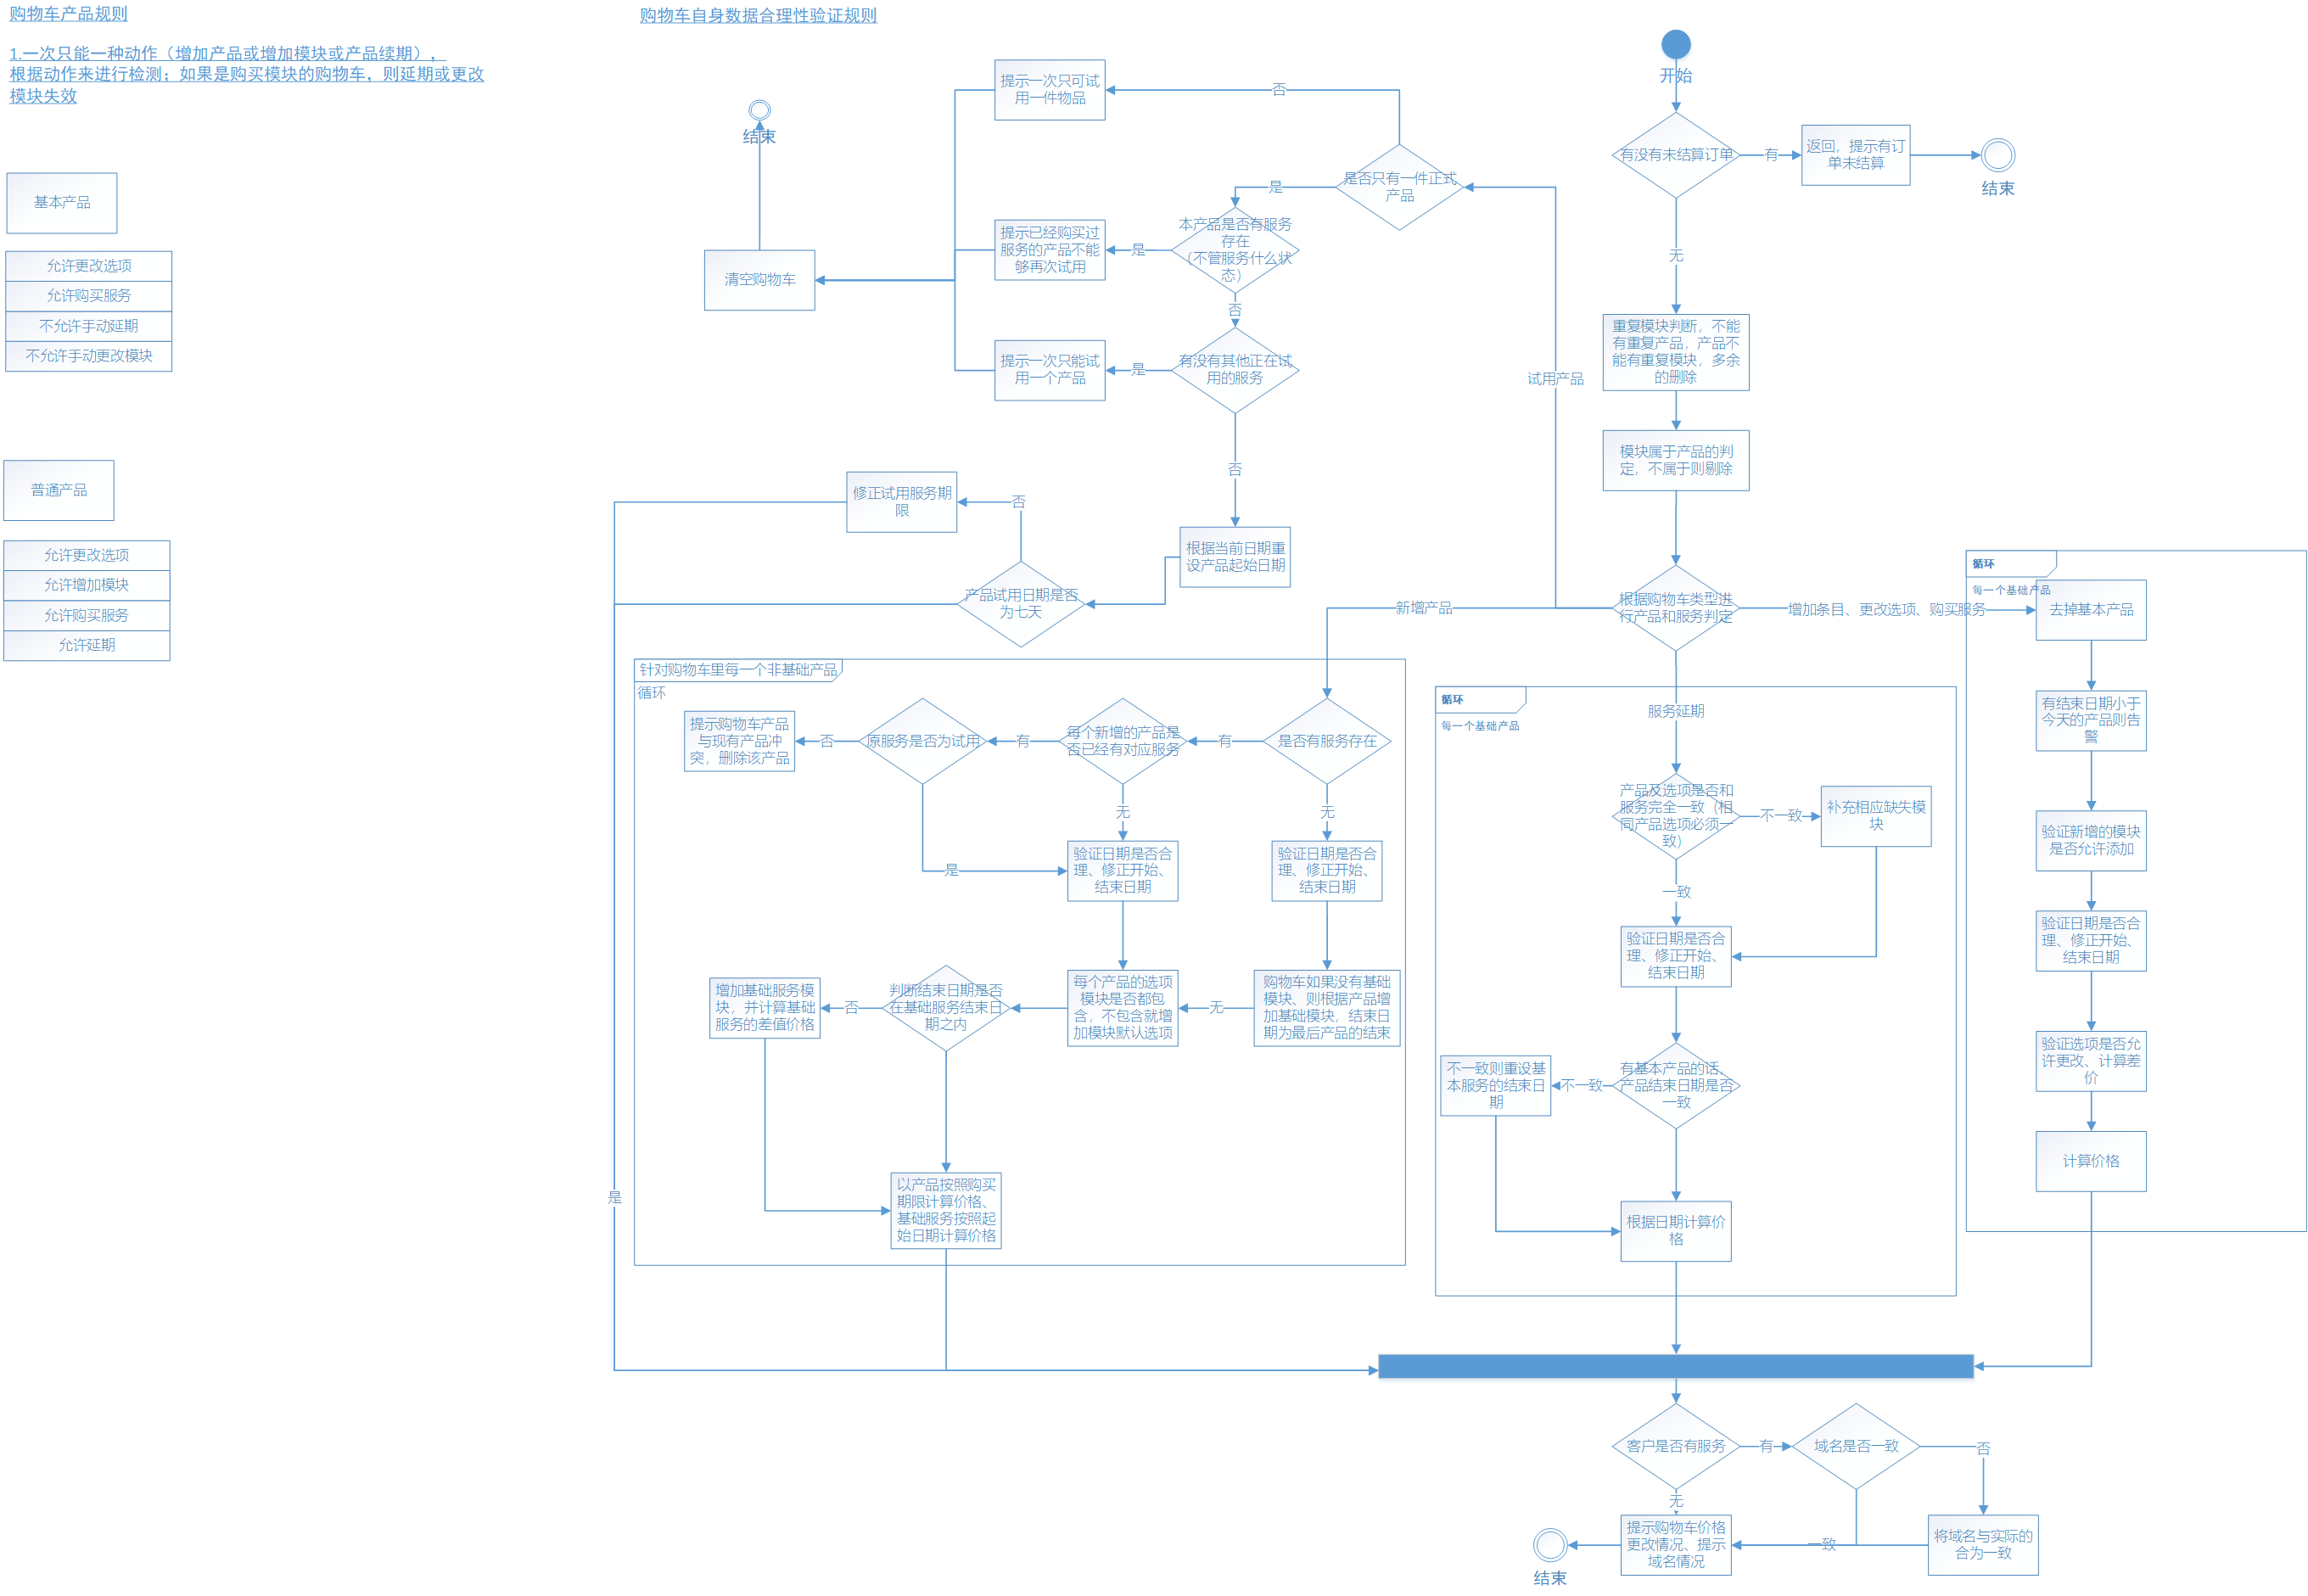 购物车产品规则
1.一次只能一种动作（增加产品或增加模块或产品续期），
根据动作来进行检测；如果是购买模块的购物车，则延期或更改
模块失效
基本产品
允许更改选项
允许购买服务
不允许手动延期
不允许手动更改模块
普通产品
允许更改选项
允许增加模块
允许购买服务
允许延期
购物车自身数据合理性验证规则
开始
有没有未结算订单
有
返回，提示有订
单未结算
结束
无
重复模块判断，不能
有重复产品，产品不
能有重复模块，多余
的删除
模块属于产品的判
定，不属于则剔除
根据购物车类型进
行产品和服务判定
试用产品
是否只有一件正式
产品
否
提示一次只可试
用一件物品
是
本产品是否有服务
存在
（不管服务什么状
态）
是
提示已经购买过
服务的产品不能
够再次试用
否
有没有其他正在试
用的服务
是
提示一次只能试
用一个产品
清空购物车
结束
否
根据当前日期重
设产品起始日期
产品试用日期是否
为七天
否
修正试用服务期
限
是
新增产品
针对购物车里每一个非基础产品
循环
是否有服务存在
有
每个新增的产品是
否已经有对应服务
有
原服务是否为试用
否
提示购物车产品
与现有产品冲
突，删除该产品
是
无
无
验证日期是否合
理、修正开始、
结束日期
验证日期是否合
理、修正开始、
结束日期
购物车如果没有基础
模块、则根据产品增
加基础模块，结束日
期为最后产品的结束
无
每个产品的选项
模块是否都包
含，不包含就增
加模块默认选项
判断结束日期是否
在基础服务结束日
期之内
否
增加基础服务模
块，并计算基础
服务的差值价格
以产品按照购买
期限计算价格、
基础服务按照起
始日期计算价格
服务延期
循环
每一个基础产品
产品及选项是否和
服务完全一致（相
同产品选项必须一
致）
不一致
补充相应缺失模
块
一致
验证日期是否合
理、修正开始、
结束日期
有基本产品的话，
产品结束日期是否
一致
不一致
不一致则重设基
本服务的结束日
期
根据日期计算价
格
增加条目、更改选项、购买服务
循环
每一个基础产品
去掉基本产品
有结束日期小于
今天的产品则告
警
验证新增的模块
是否允许添加
验证日期是否合
理、修正开始、
结束日期
验证选项是否允
许更改、计算差
价
计算价格
客户是否有服务
有
域名是否一致
否
将域名与实际的
合为一致
无
一致
提示购物车价格
更改情况、提示
域名情况
结束